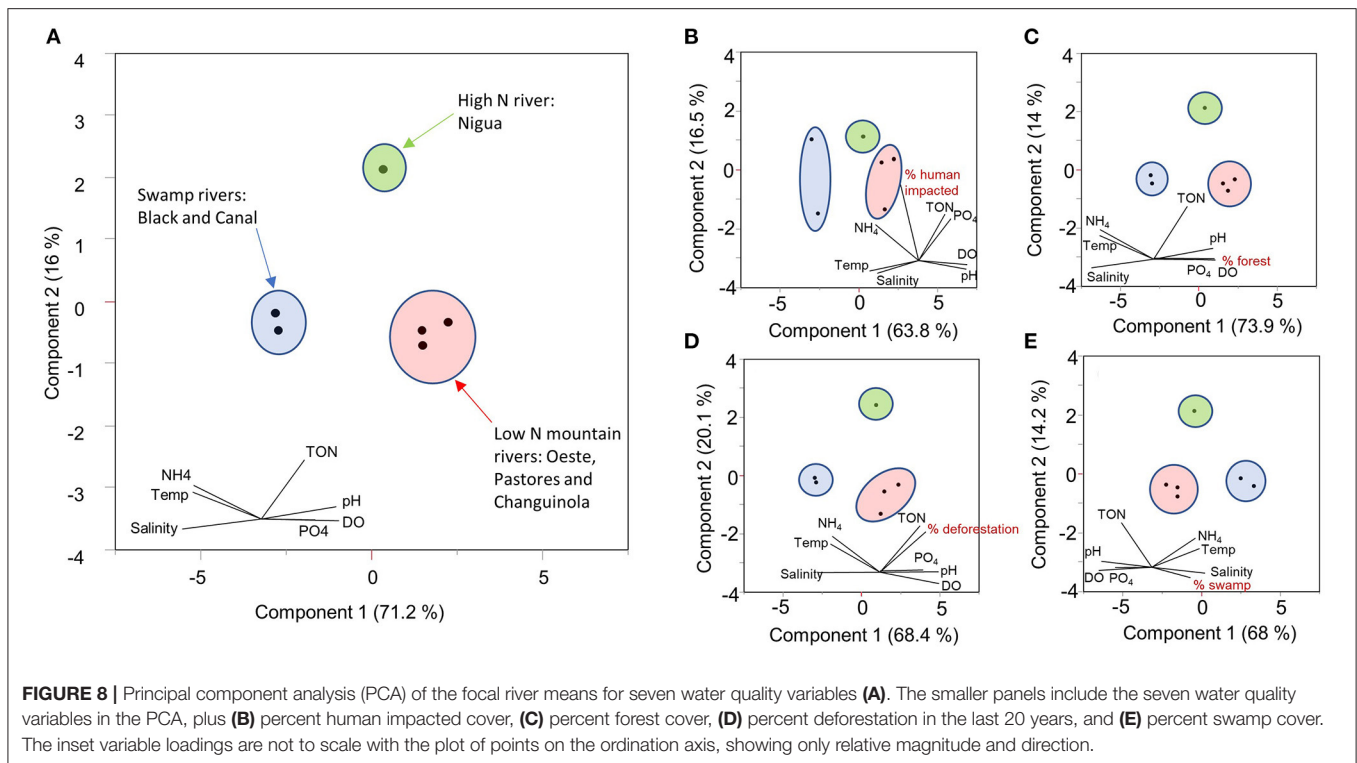 A
4
3
2
1
0
-1
-2
-3
-4
Component 2 (16 %)
High N river:
Nigua
Swamp rivers:
Black and Canal
Low N mountain
rivers: Oeste,
Pastores and
Changuinola
TON
NH4
Temp
Salinity
pH
DO
PO4
-5
0
5
Component 1 (71.2 %)
B
4
2
0
-2
-4
Component 2 (16.5 %)
% human
impacted
TON
PO₄
NH₄
DO
Temp
pH
Salinity
-5
0
5
Component 1 (63.8 %)
C
4
2
0
-2
-4
Component 2 (14 %)
TON
NH₄
Temp
pH
% forest
Salinity
PO₄
DO
-5
0
5
Component 1 (73.9 %)
D
4
2
0
-2
-4
Component 2 (20.1 %)
NH₄
TON
% deforestation
Temp
PO₄
Salinity
pH
DO
-5
0
5
Component 1 (68.4 %)
E
4
2
0
-2
-4
Component 2 (14.2 %)
TON
NH₄
Temp
pH
DO
PO₄
Salinity
% swamp
-5
0
5
Component 1 (68 %)
FIGURE 8 | Principal component analysis (PCA) of the focal river means for seven water quality variables (A). The smaller panels include the seven water quality
variables in the PCA, plus (B) percent human impacted cover, (C) percent forest cover, (D) percent deforestation in the last 20 years, and (E) percent swamp cover.
The inset variable loadings are not to scale with the plot of points on the ordination axis, showing only relative magnitude and direction.